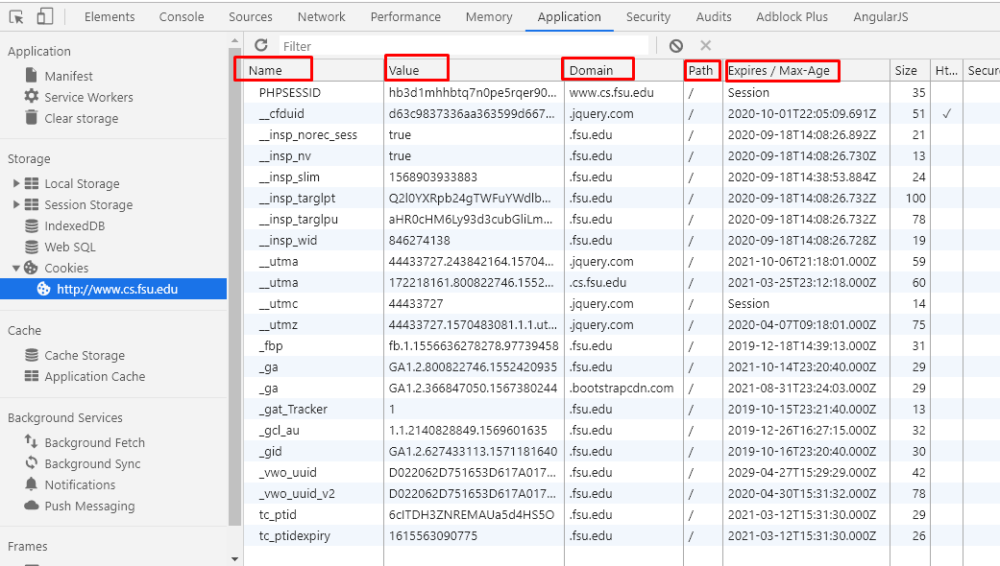 Elements Console Sources Network Performance Memory Application Security Audits Adblock Plus AngularJS
Application
Manifest
Service Workers
Clear storage
Storage
Local Storage
Session Storage
IndexedDB
Web SQL
Cookies
http://www.cs.fsu.edu
Cache
Cache Storage
Application Cache
Background Services
Background Fetch
Background Sync
Notifications
Push Messaging
Frames
Filter
Name Value Domain Path Expires / Max-Age Size Ht... Secure
PHPSESSID hb3d1mhhbtq7n0pe5rqer90... www.cs.fsu.edu / Session 35
__cfduid d63c9837336aa363599d667... .jquery.com / 2020-10-01T22:05:09.691Z 51 ✓
__insp_norec_sess true .fsu.edu / 2020-09-18T14:08:26.892Z 21
__insp_nv true .fsu.edu / 2020-09-18T14:08:26.730Z 13
__insp_slim 1568903933883 .fsu.edu / 2020-09-18T14:38:53.884Z 24
__insp_targlpt Q2l0YXRpb24gTWFuYWdlb... .fsu.edu / 2020-09-18T14:08:26.732Z 100
__insp_targlpu aHR0cHM6Ly93d3cubGliLm... .fsu.edu / 2020-09-18T14:08:26.732Z 78
__insp_wid 846274138 .fsu.edu / 2020-09-18T14:08:26.728Z 19
__utma 44433727.243842164.15704... .jquery.com / 2021-10-06T21:18:01.000Z 59
__utma 172218161.800822746.1552... .cs.fsu.edu / 2021-03-25T23:12:18.000Z 60
__utmc 44433727 .jquery.com / Session 14
__utmz 44433727.1570483081.1.1.ut... .jquery.com / 2020-04-07T09:18:01.000Z 75
_fbp fb.1.1556636278278.97739458 .fsu.edu / 2019-12-18T14:39:13.000Z 31
_ga GA1.2.800822746.1552420935 .fsu.edu / 2021-10-14T23:20:40.000Z 29
_ga GA1.2.366847050.1567380244 .bootstrapcdn.com / 2021-08-31T23:24:03.000Z 29
_gat_Tracker 1 .fsu.edu / 2019-10-15T23:21:40.000Z 13
_gcl_au 1.1.2140828849.1569601635 .fsu.edu / 2019-12-26T16:27:15.000Z 32
_gid GA1.2.627433113.1571181640 .fsu.edu / 2019-10-16T23:20:40.000Z 30
_vwo_uuid D022062D751653D617A017... .fsu.edu / 2029-04-27T15:29:29.000Z 42
_vwo_uuid_v2 D022062D751653D617A017... .fsu.edu / 2020-04-30T15:31:32.000Z 78
tc_ptid 6cITDH3ZNREMAUa5d4HS5O .fsu.edu / 2021-03-12T15:31:30.000Z 29
tc_ptidexpiry 1615563090775 .fsu.edu / 2021-03-12T15:31:30.000Z 26